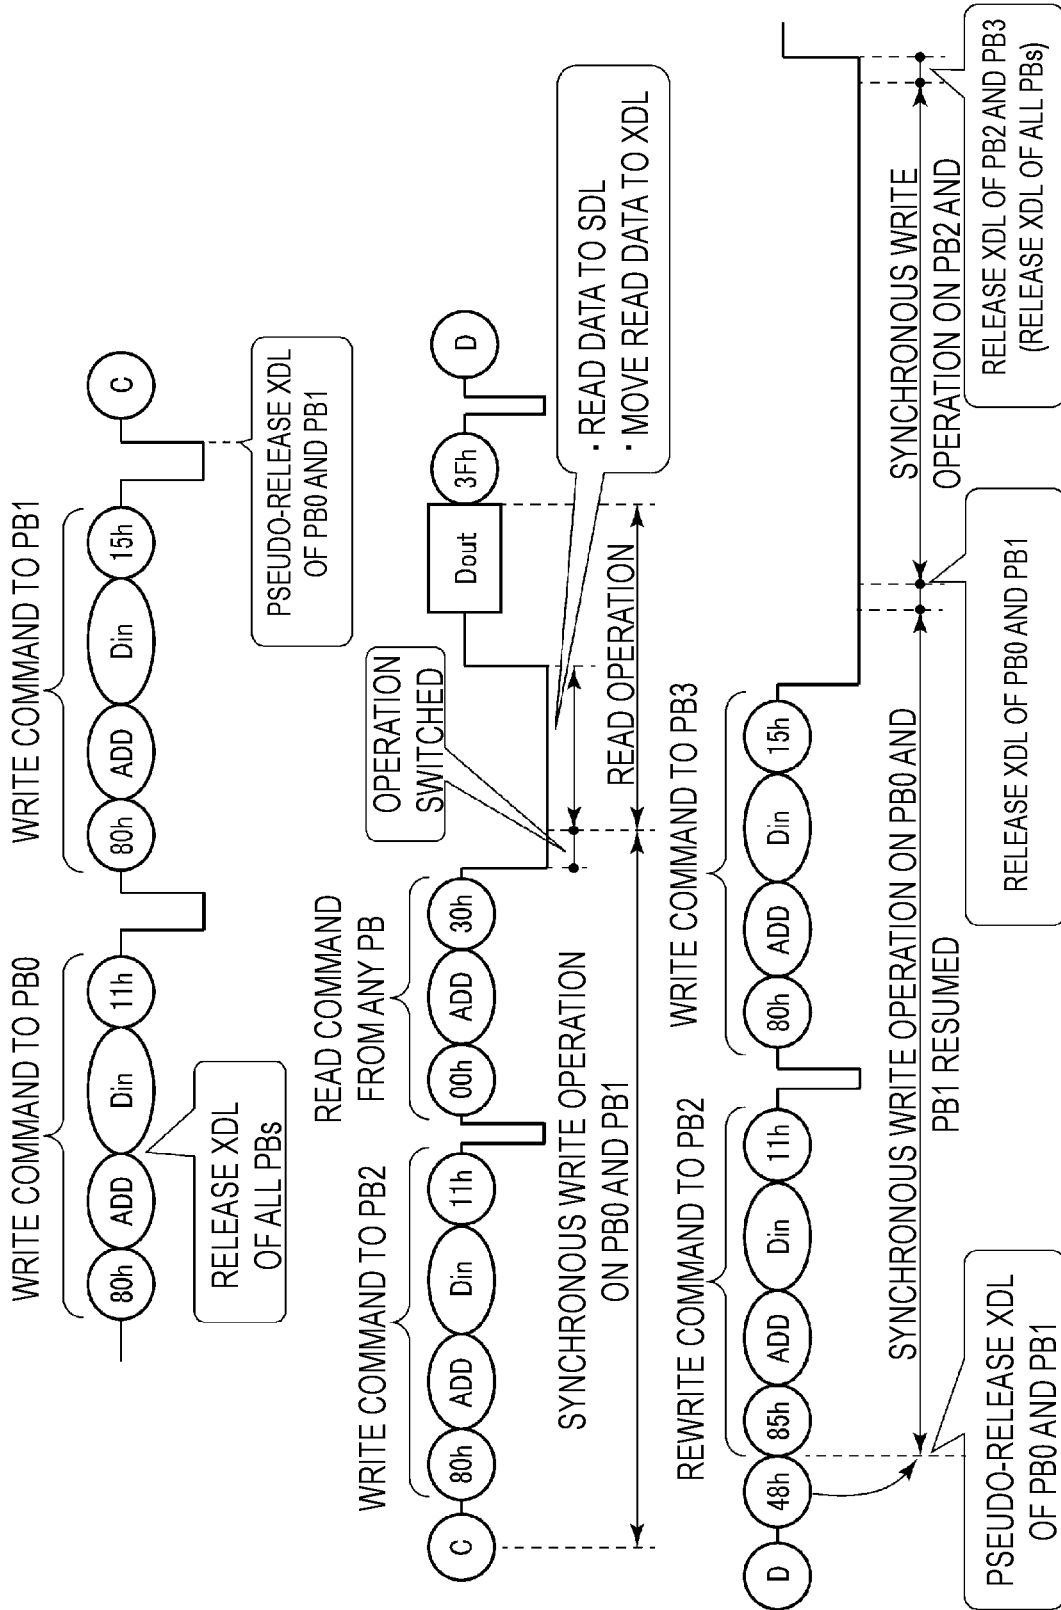 WRITE COMMAND TO PB0
80h
ADD
Din
11h
RELEASE XDL
OF ALL PBs
WRITE COMMAND TO PB1
80h
ADD
Din
15h
C
PSEUDO-RELEASE XDL
OF PB0 AND PB1
C
WRITE COMMAND TO PB2
80h
ADD
Din
11h
READ COMMAND
FROM ANY PB
00h
ADD
30h
OPERATION
SWITCHED
Dout
3Fh
D
SYNCHRONOUS WRITE OPERATION
ON PB0 AND PB1
READ OPERATION
· READ DATA TO SDL
· MOVE READ DATA TO XDL
D
48h
REWRITE COMMAND TO PB2
85h
ADD
Din
11h
WRITE COMMAND TO PB3
80h
ADD
Din
15h
SYNCHRONOUS WRITE OPERATION ON PB0 AND
PB1 RESUMED
SYNCHRONOUS WRITE
OPERATION ON PB2 AND
PSEUDO-RELEASE XDL
OF PB0 AND PB1
RELEASE XDL OF PB0 AND PB1
RELEASE XDL OF PB2 AND PB3
(RELEASE XDL OF ALL PBs)